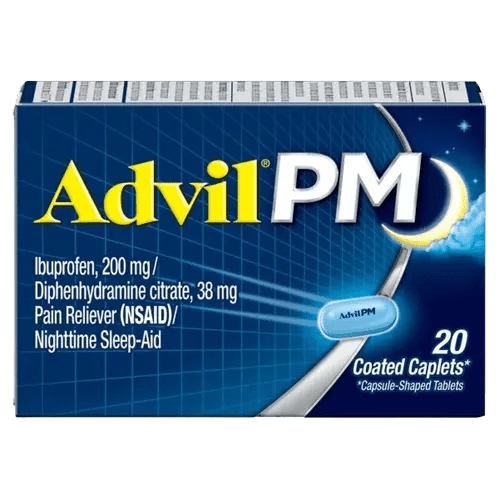 Advil® PM
Ibuprofen, 200 mg/
Diphenhydramine citrate, 38 mg
Pain Reliever (NSAID)/
Nighttime Sleep-Aid
AdvilPM
20
Coated Caplets*
*Capsule-Shaped Tablets